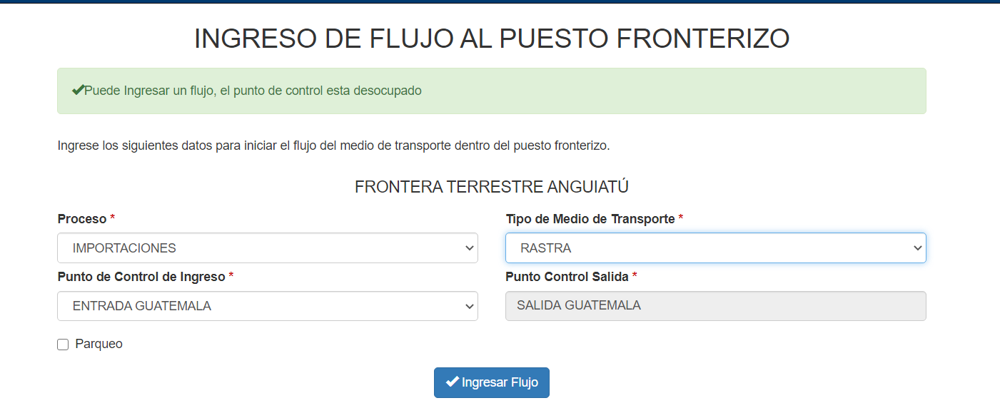 INGRESO DE FLUJO AL PUESTO FRONTERIZO
Puede Ingresar un flujo, el punto de control esta desocupado
Ingrese los siguientes datos para iniciar el flujo del medio de transporte dentro del puesto fronterizo.
FRONTERA TERRESTRE ANGUIATÚ
Proceso *
Tipo de Medio de Transporte *
IMPORTACIONES
RASTRA
Punto de Control de Ingreso *
Punto Control Salida *
ENTRADA GUATEMALA
SALIDA GUATEMALA
Parqueo
Ingresar Flujo